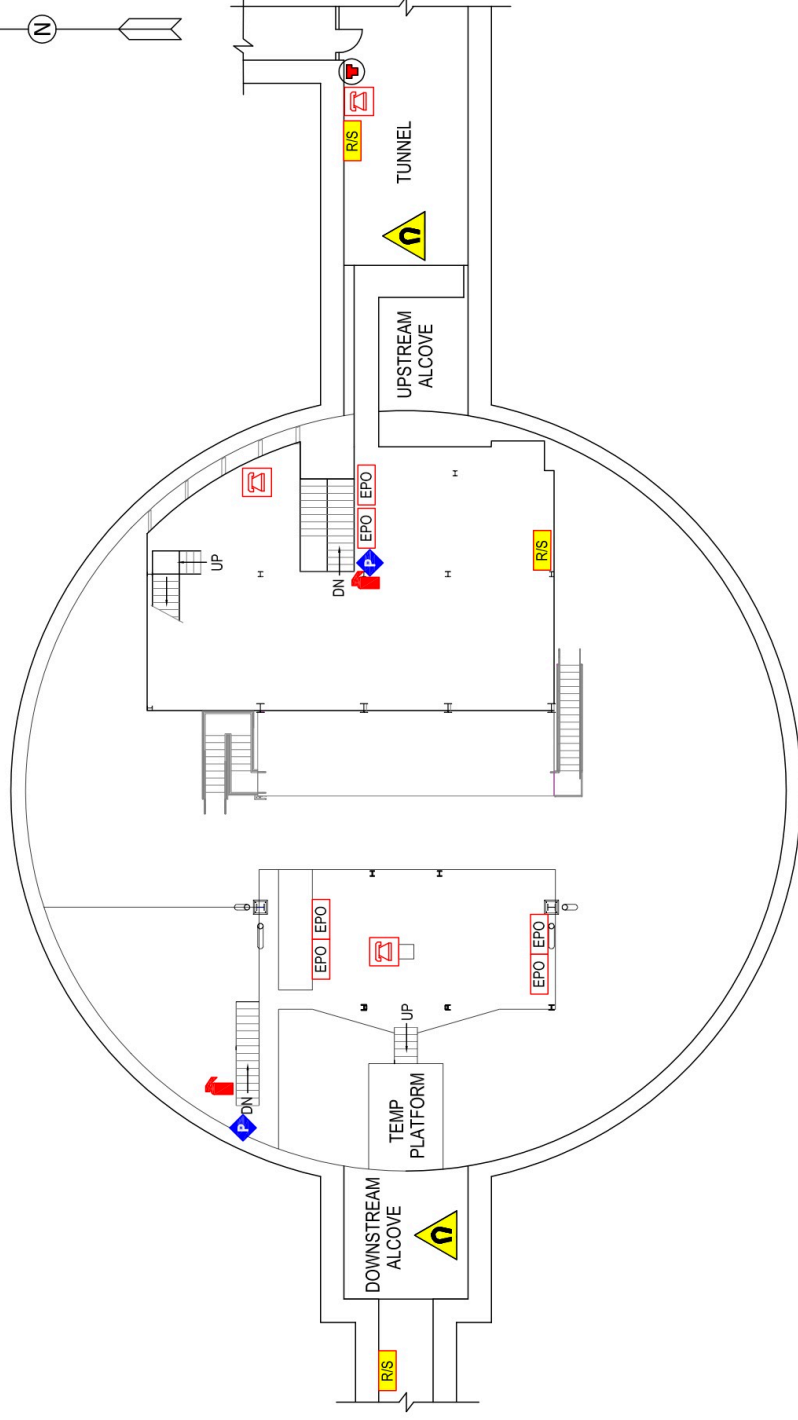 N
UP
P
DN
EPO EPO
DN
R/S
EPO EPO
P
R/S
DOWNSTREAM
ALCOVE
TEMP
PLATFORM
UP
UPSTREAM
ALCOVE
TUNNEL
EPO EPO
R/S